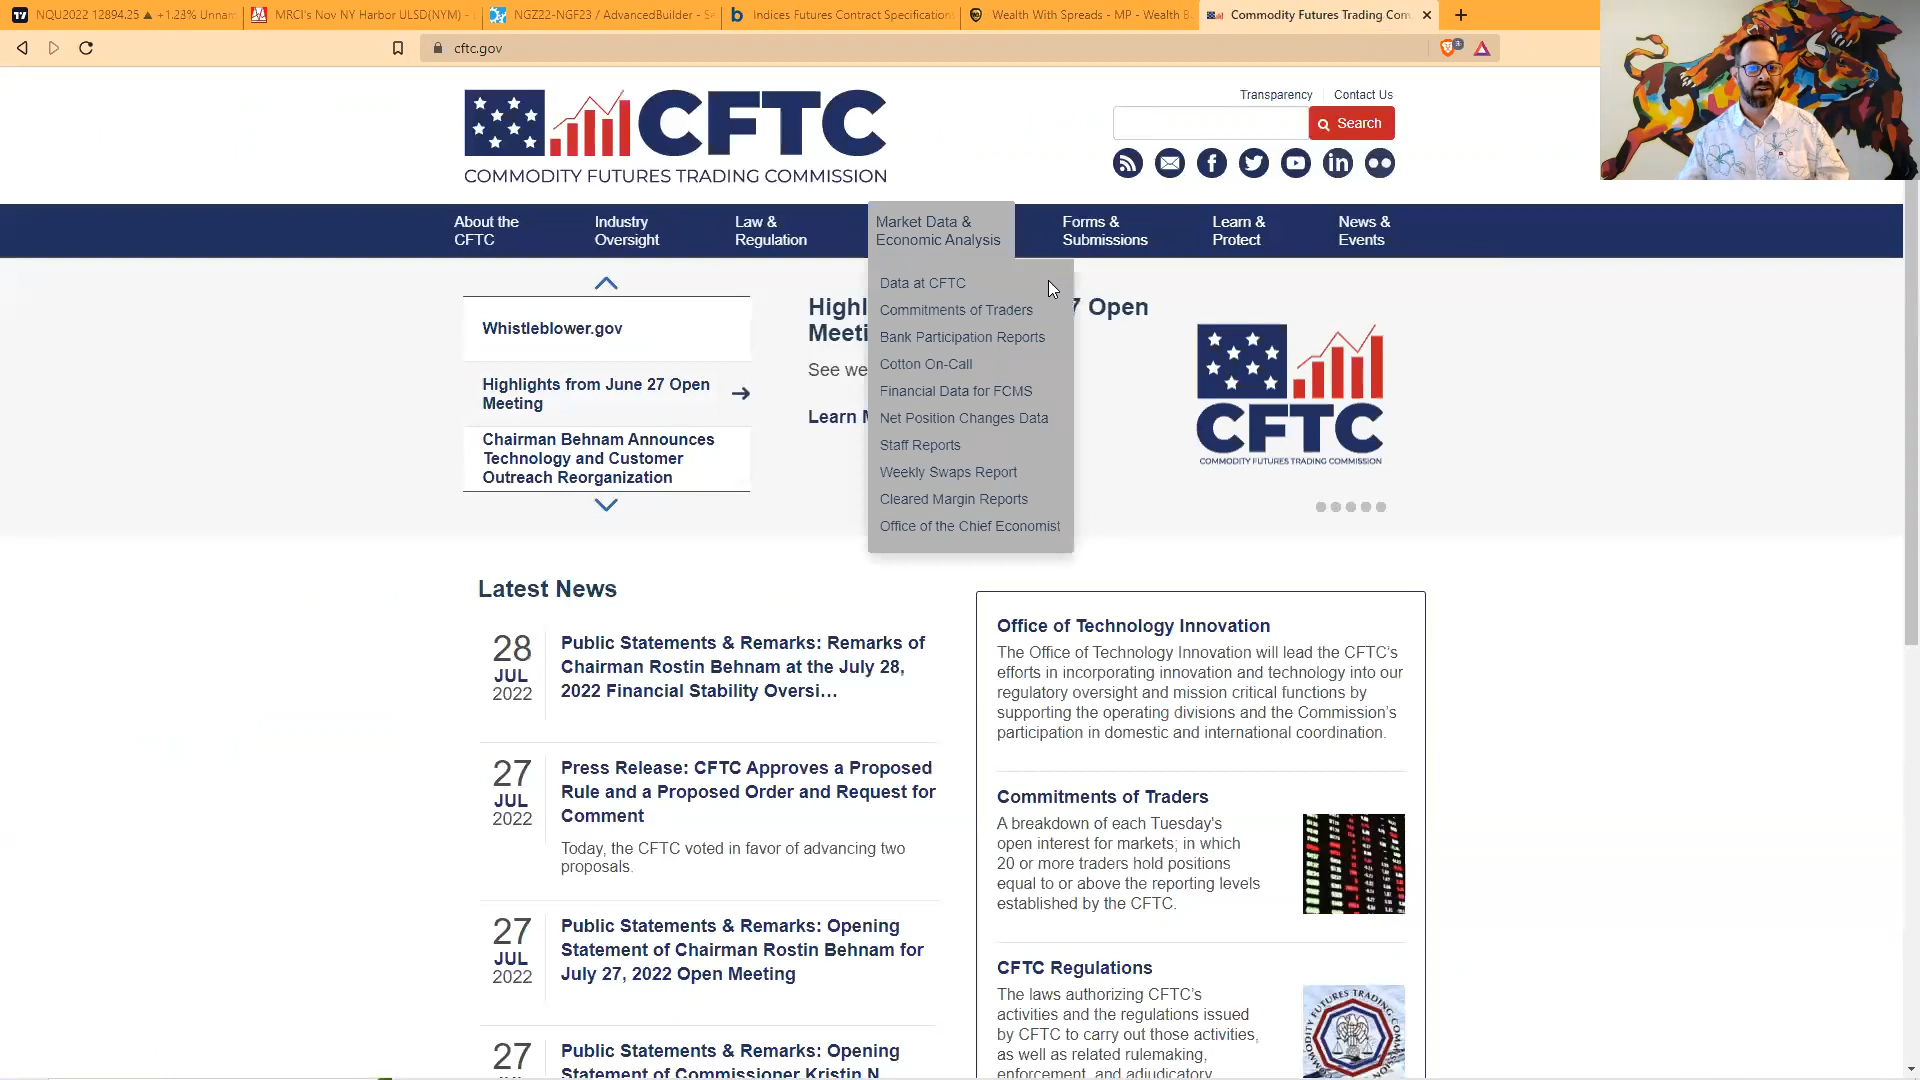 NQU2022 12894.25 ▲ +1.23% Unnam
MRCI's Nov NY Harbor ULSD(NYM) -
NGZ22-NGF23 / AdvancedBuilder - Se
Indices Futures Contract Specification
Wealth With Spreads - MP - Wealth B
Commodity Futures Trading Com
cftc.gov
CFTC
COMMODITY FUTURES TRADING COMMISSION
Transparency
Contact Us
Search
About the
CFTC
Industry
Oversight
Law &
Regulation
Market Data &
Economic Analysis
Forms &
Submissions
Learn &
Protect
News &
Events
Data at CFTC
Commitments of Traders
Bank Participation Reports
Cotton On-Call
Financial Data for FCMS
Net Position Changes Data
Staff Reports
Weekly Swaps Report
Cleared Margin Reports
Office of the Chief Economist
Whistleblower.gov
Highlights from June 27 Open
Meeting
Chairman Behnam Announces
Technology and Customer
Outreach Reorganization
Highl 7 Open
Meeti
See we
Learn M
CFTC
COMMODITY FUTURES TRADING COMMISSION
Latest News
28
JUL
2022
Public Statements & Remarks: Remarks of
Chairman Rostin Behnam at the July 28,
2022 Financial Stability Oversi…
27
JUL
2022
Press Release: CFTC Approves a Proposed
Rule and a Proposed Order and Request for
Comment
Today, the CFTC voted in favor of advancing two
proposals.
27
JUL
2022
Public Statements & Remarks: Opening
Statement of Chairman Rostin Behnam for
July 27, 2022 Open Meeting
27
Public Statements & Remarks: Opening
Statement of Commissioner Kristin N
Office of Technology Innovation
The Office of Technology Innovation will lead the CFTC's
efforts in incorporating innovation and technology into our
regulatory oversight and mission critical functions by
supporting the operating divisions and the Commission's
participation in domestic and international coordination.
Commitments of Traders
A breakdown of each Tuesday's
open interest for markets; in which
20 or more traders hold positions
equal to or above the reporting levels
established by the CFTC.
CFTC Regulations
The laws authorizing CFTC's
activities and the regulations issued
by CFTC to carry out those activities,
as well as related rulemaking,
enforcement, and adjudicatory